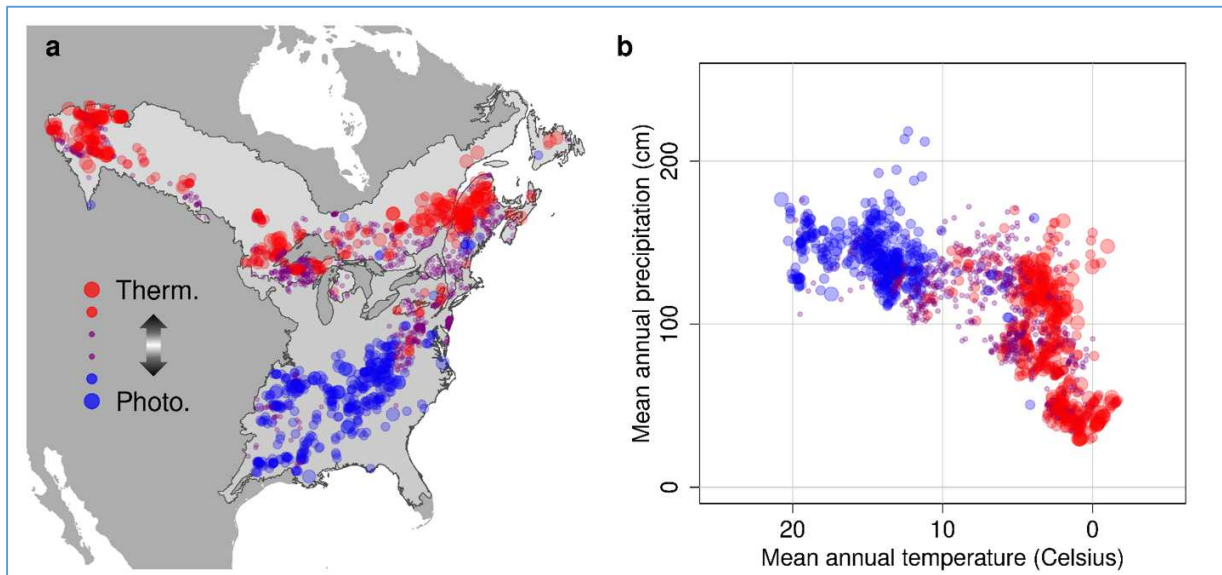 a
Therm.
Photo.
b
Mean annual precipitation (cm)
200
100
0
20
10
0
Mean annual temperature (Celsius)